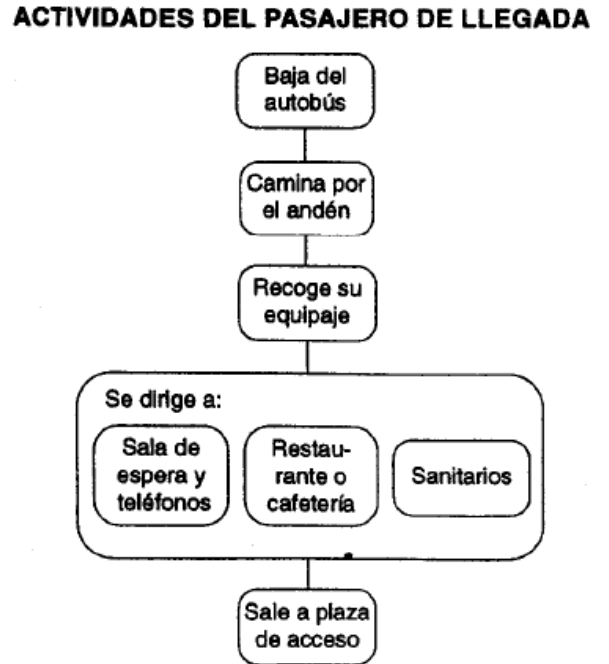 ACTIVIDADES DEL PASAJERO DE LLEGADA
Baja del
autobús
Camina por
el andén
Recoge su
equipaje
Se dirige a:
Sala de
espera y
teléfonos
Restau-
rante o
cafetería
Sanitarios
Sale a plaza
de acceso